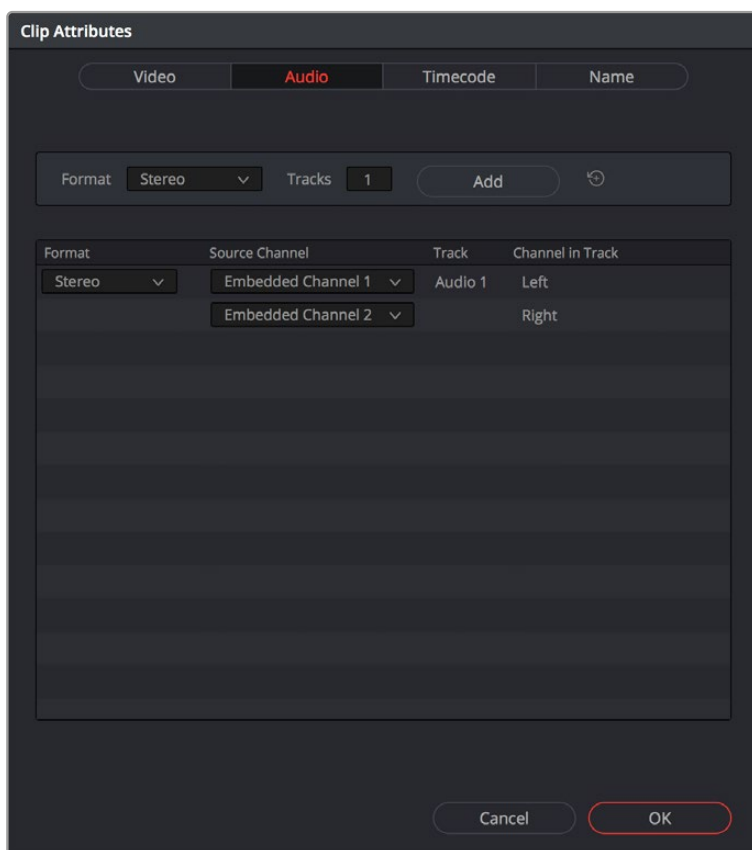 Clip Attributes
Video Audio Timecode Name
Format Stereo Tracks 1 Add
Format Source Channel Track Channel in Track
Stereo Embedded Channel 1 Audio 1 Left
Embedded Channel 2 Right
Cancel OK